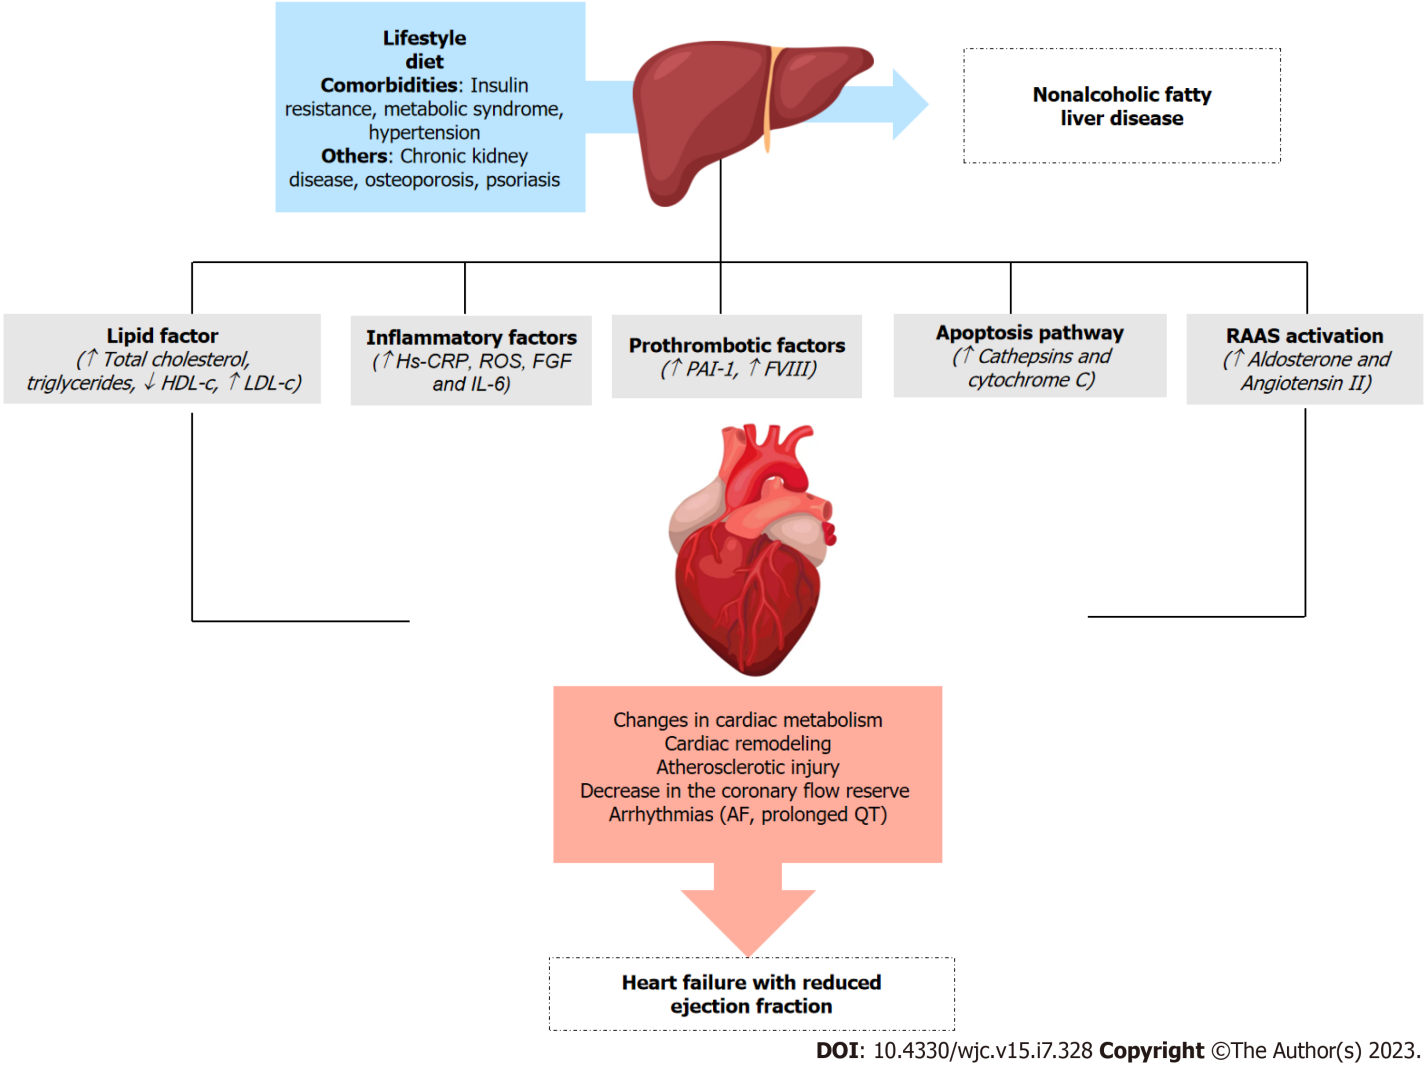 Lifestyle
diet
Comorbidities: Insulin
resistance, metabolic syndrome,
hypertension
Others: Chronic kidney
disease, osteoporosis, psoriasis
Nonalcoholic fatty
liver disease
Lipid factor
(↑ Total cholesterol,
triglycerides, ↓ HDL-c, ↑ LDL-c)
Inflammatory factors
(↑ Hs-CRP, ROS, FGF
and IL-6)
Prothrombotic factors
(↑ PAI-1, ↑ FVIII)
Apoptosis pathway
(↑ Cathepsins and
cytochrome C)
RAAS activation
(↑ Aldosterone and
Angiotensin II)
Changes in cardiac metabolism
Cardiac remodeling
Atherosclerotic injury
Decrease in the coronary flow reserve
Arrhythmias (AF, prolonged QT)
Heart failure with reduced
ejection fraction
DOI: 10.4330/wjc.v15.i7.328 Copyright ©The Author(s) 2023.